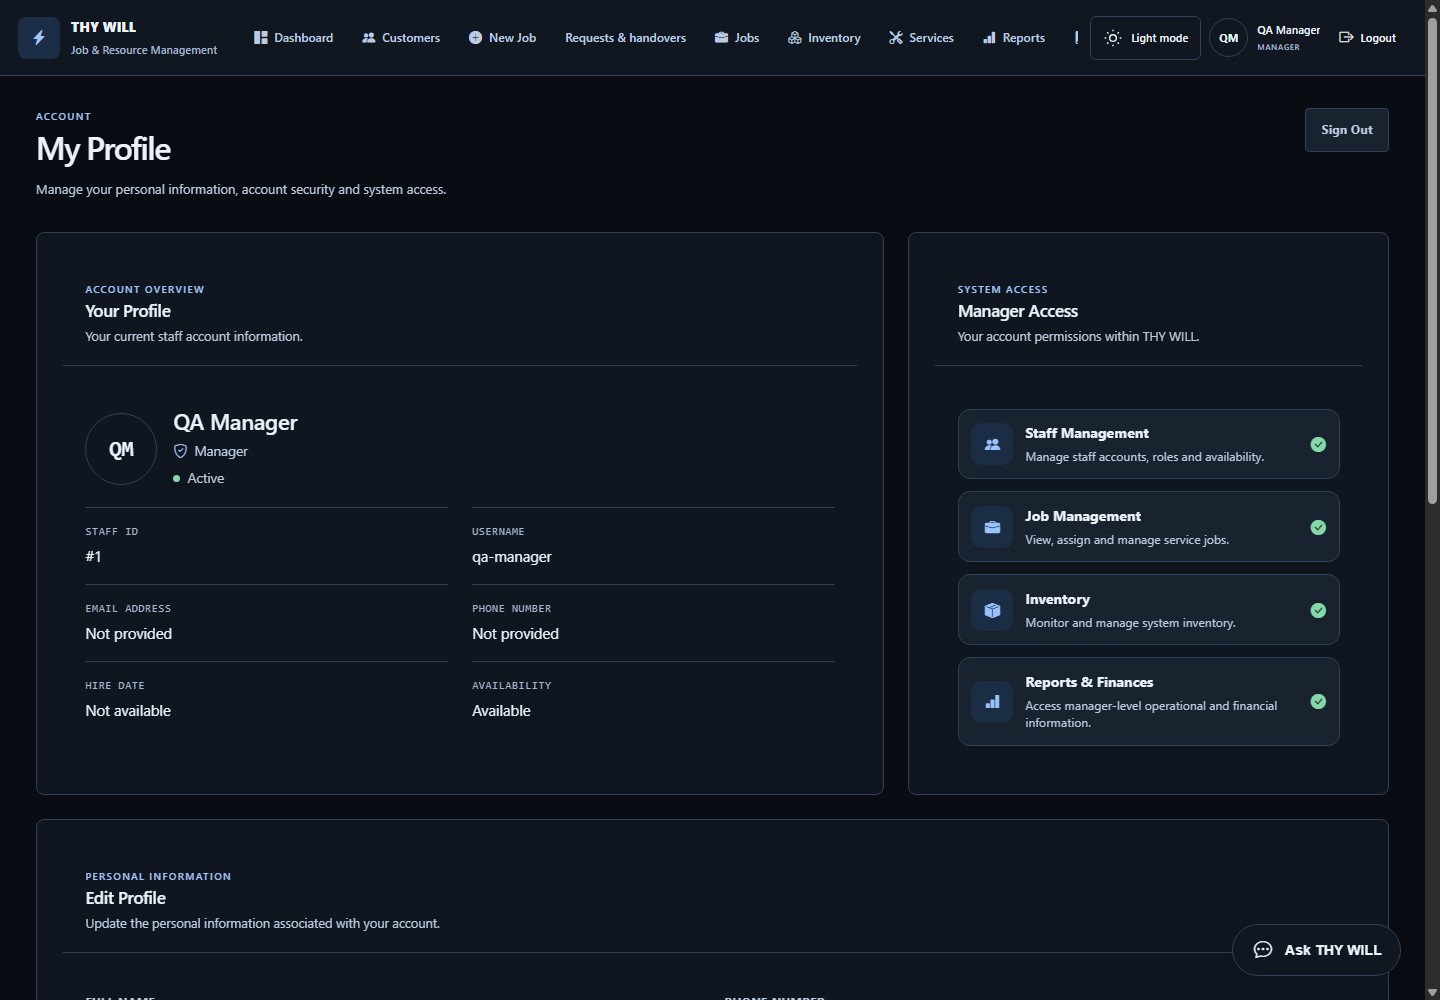 THY WILL
Job & Resource Management
Dashboard
Customers
New Job
Requests & handovers
Jobs
Inventory
Services
Reports
Light mode
QM
QA Manager
MANAGER
Logout
ACCOUNT
My Profile
Manage your personal information, account security and system access.
Sign Out
ACCOUNT OVERVIEW
Your Profile
Your current staff account information.
QM
QA Manager
Manager
Active
STAFF ID
#1
USERNAME
qa-manager
EMAIL ADDRESS
Not provided
PHONE NUMBER
Not provided
HIRE DATE
Not available
AVAILABILITY
Available
SYSTEM ACCESS
Manager Access
Your account permissions within THY WILL.
Staff Management
Manage staff accounts, roles and availability.
Job Management
View, assign and manage service jobs.
Inventory
Monitor and manage system inventory.
Reports & Finances
Access manager-level operational and financial
information.
PERSONAL INFORMATION
Edit Profile
Update the personal information associated with your account.
Ask THY WILL
FULL NAME
PHONE NUMBER